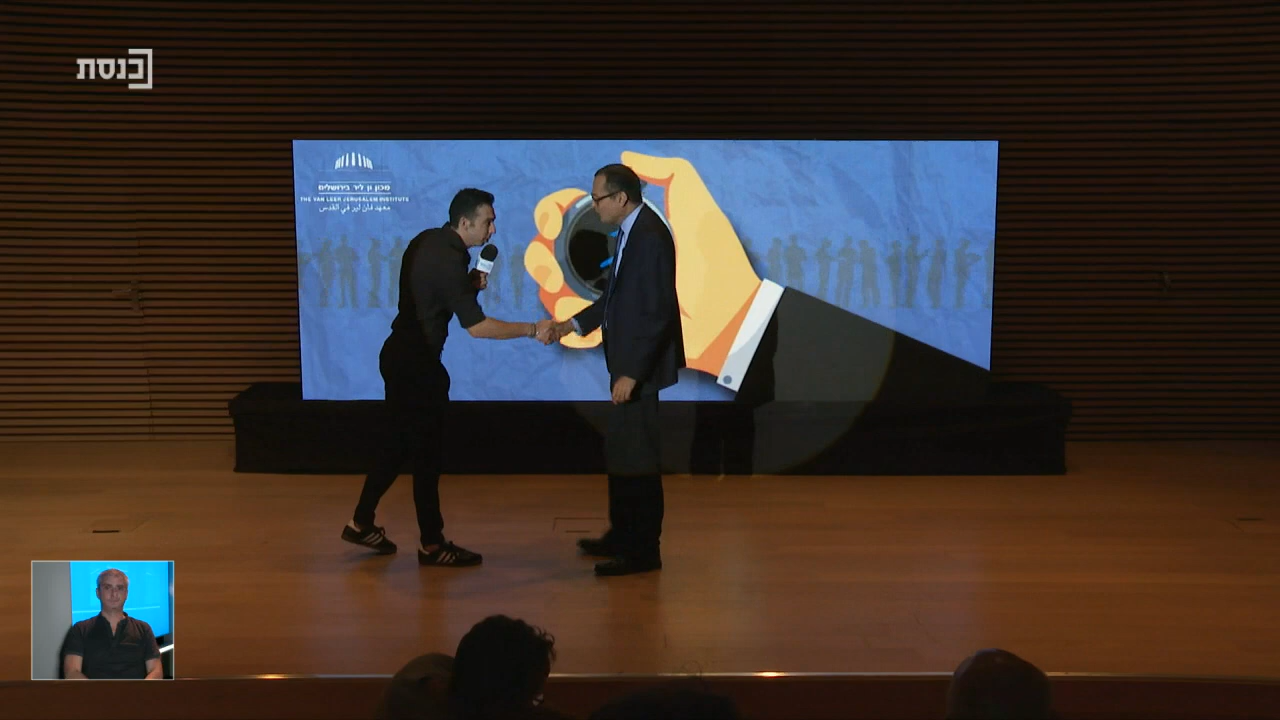 כנסת
מכון ון ליר בירושלים
THE VAN LEER JERUSALEM INSTITUTE
معهد فان لير في القدس